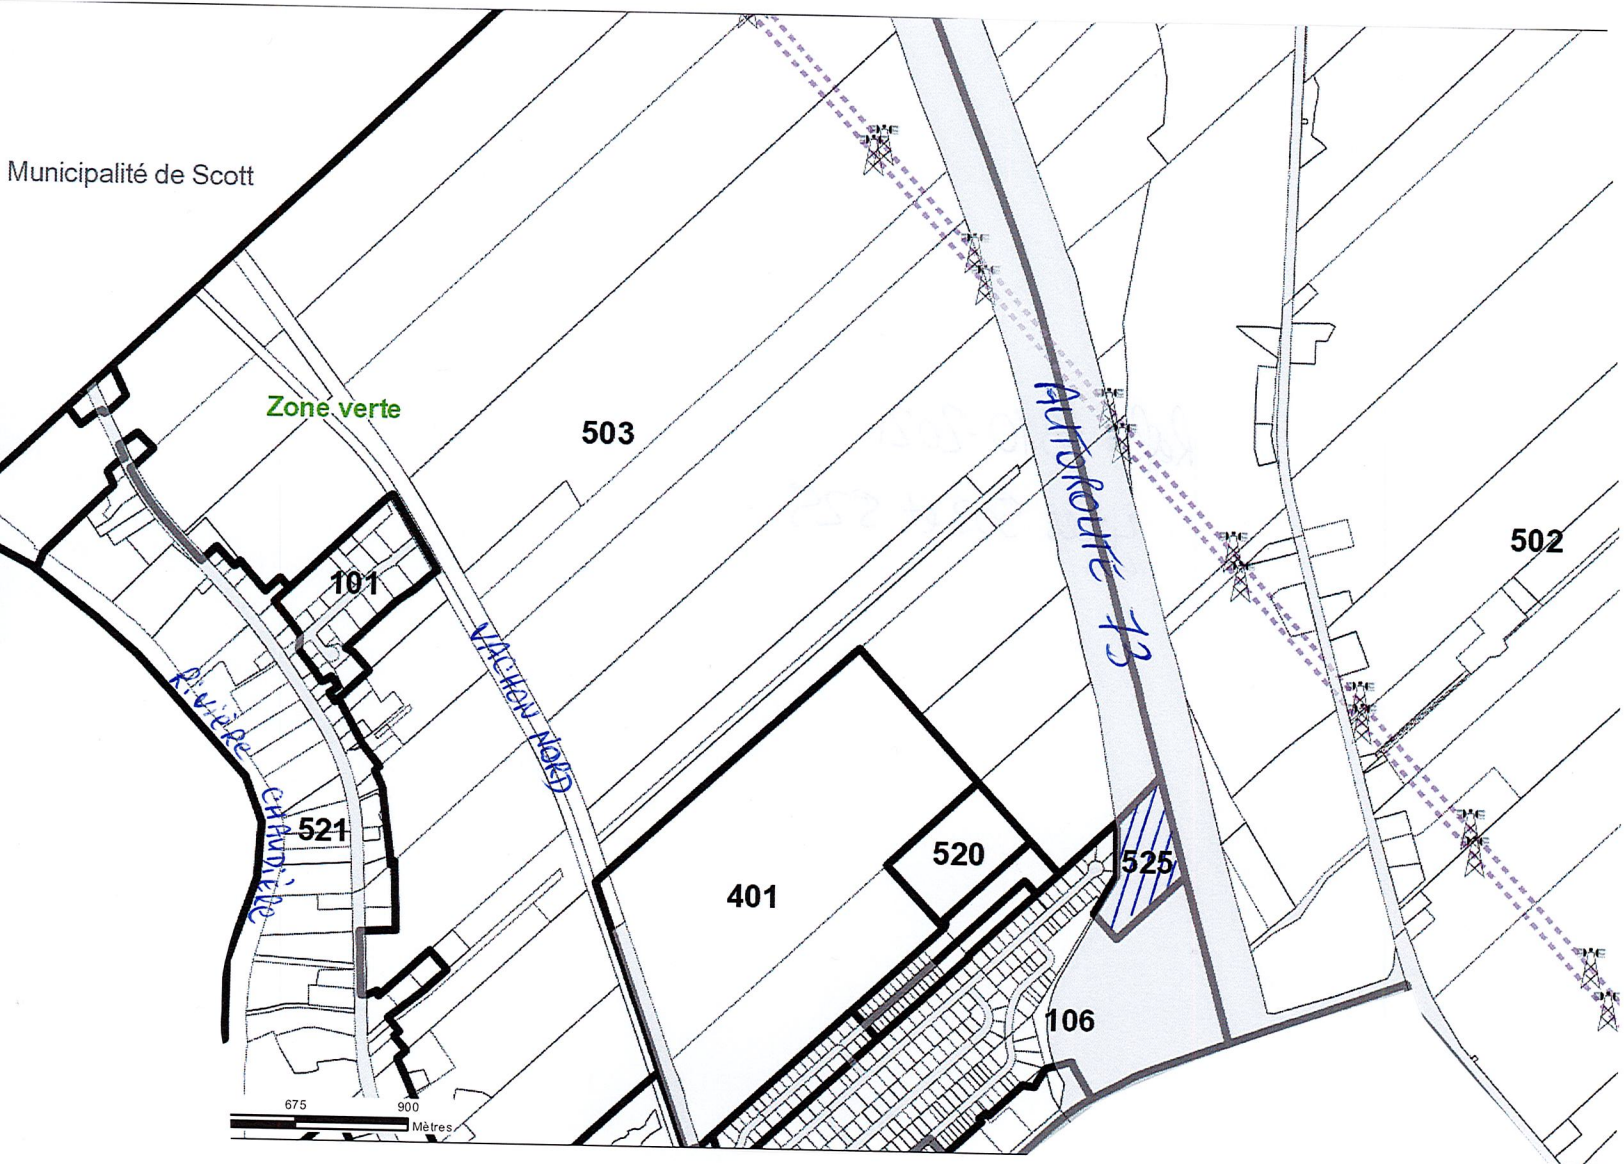 Municipalité de Scott
Zone verte
503
502
101
AUTOROUTE 73
VACHON NORD
RIVIÈRE CHAUDIÈRE
521
520
525
401
106
675
900
Mètres